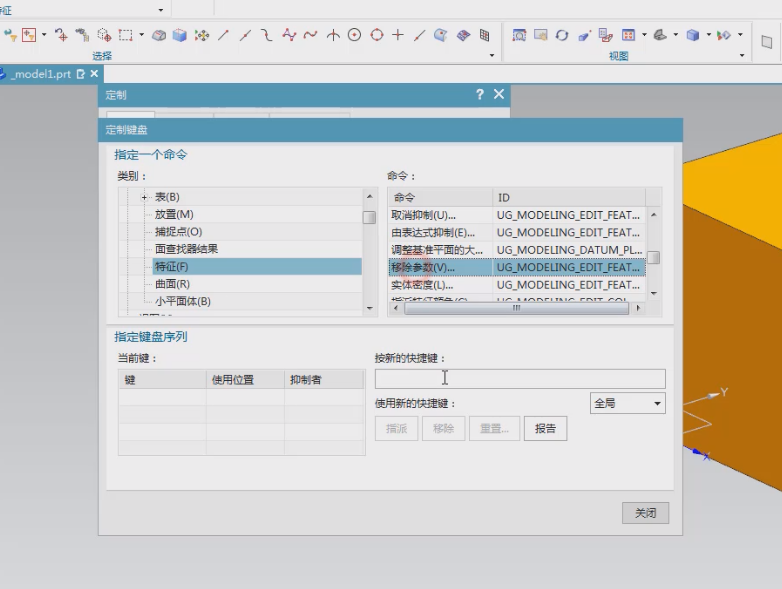 特征
选择
视图
_model1.prt
定制
?
定制键盘
指定一个命令
类别：
命令：
表(B)
放置(M)
捕捉点(O)
面查找器结果
特征(F)
曲面(R)
小平面体(B)
命令 ID
取消抑制(U)... UG_MODELING_EDIT_FEAT...
由表达式抑制(E)... UG_MODELING_EDIT_FEAT...
调整基准平面的大... UG_MODELING_DATUM_PL...
移除参数(V)... UG_MODELING_EDIT_FEAT...
实体密度(L)... UG_MODELING_EDIT_FEAT...
指定键盘序列
当前键：
键 使用位置 抑制者
按新的快捷键：
使用新的快捷键：
全局
指派 移除 重置... 报告
关闭
Y
X